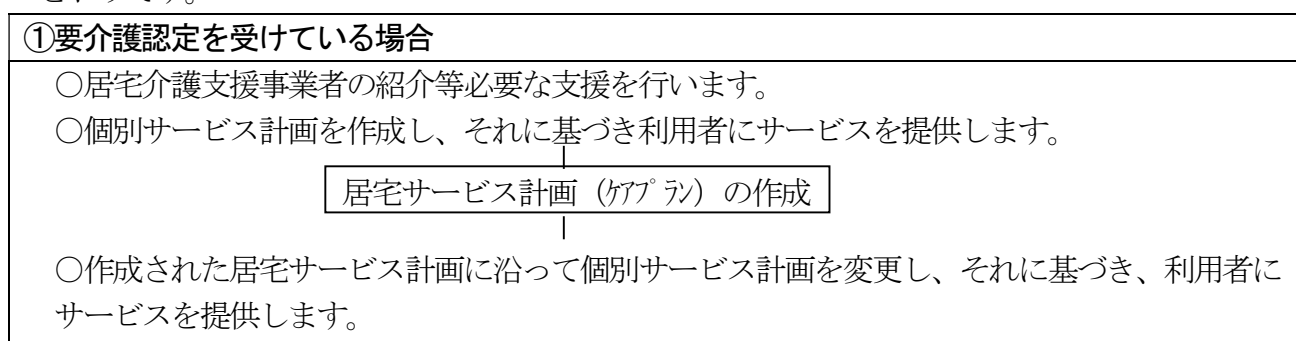 ①要介護認定を受けている場合
○居宅介護支援事業者の紹介等必要な支援を行います。
○個別サービス計画を作成し、それに基づき利用者にサービスを提供します。
居宅サービス計画（ｹｱﾌﾟﾗﾝ）の作成
○作成された居宅サービス計画に沿って個別サービス計画を変更し、それに基づき、利用者に
サービスを提供します。